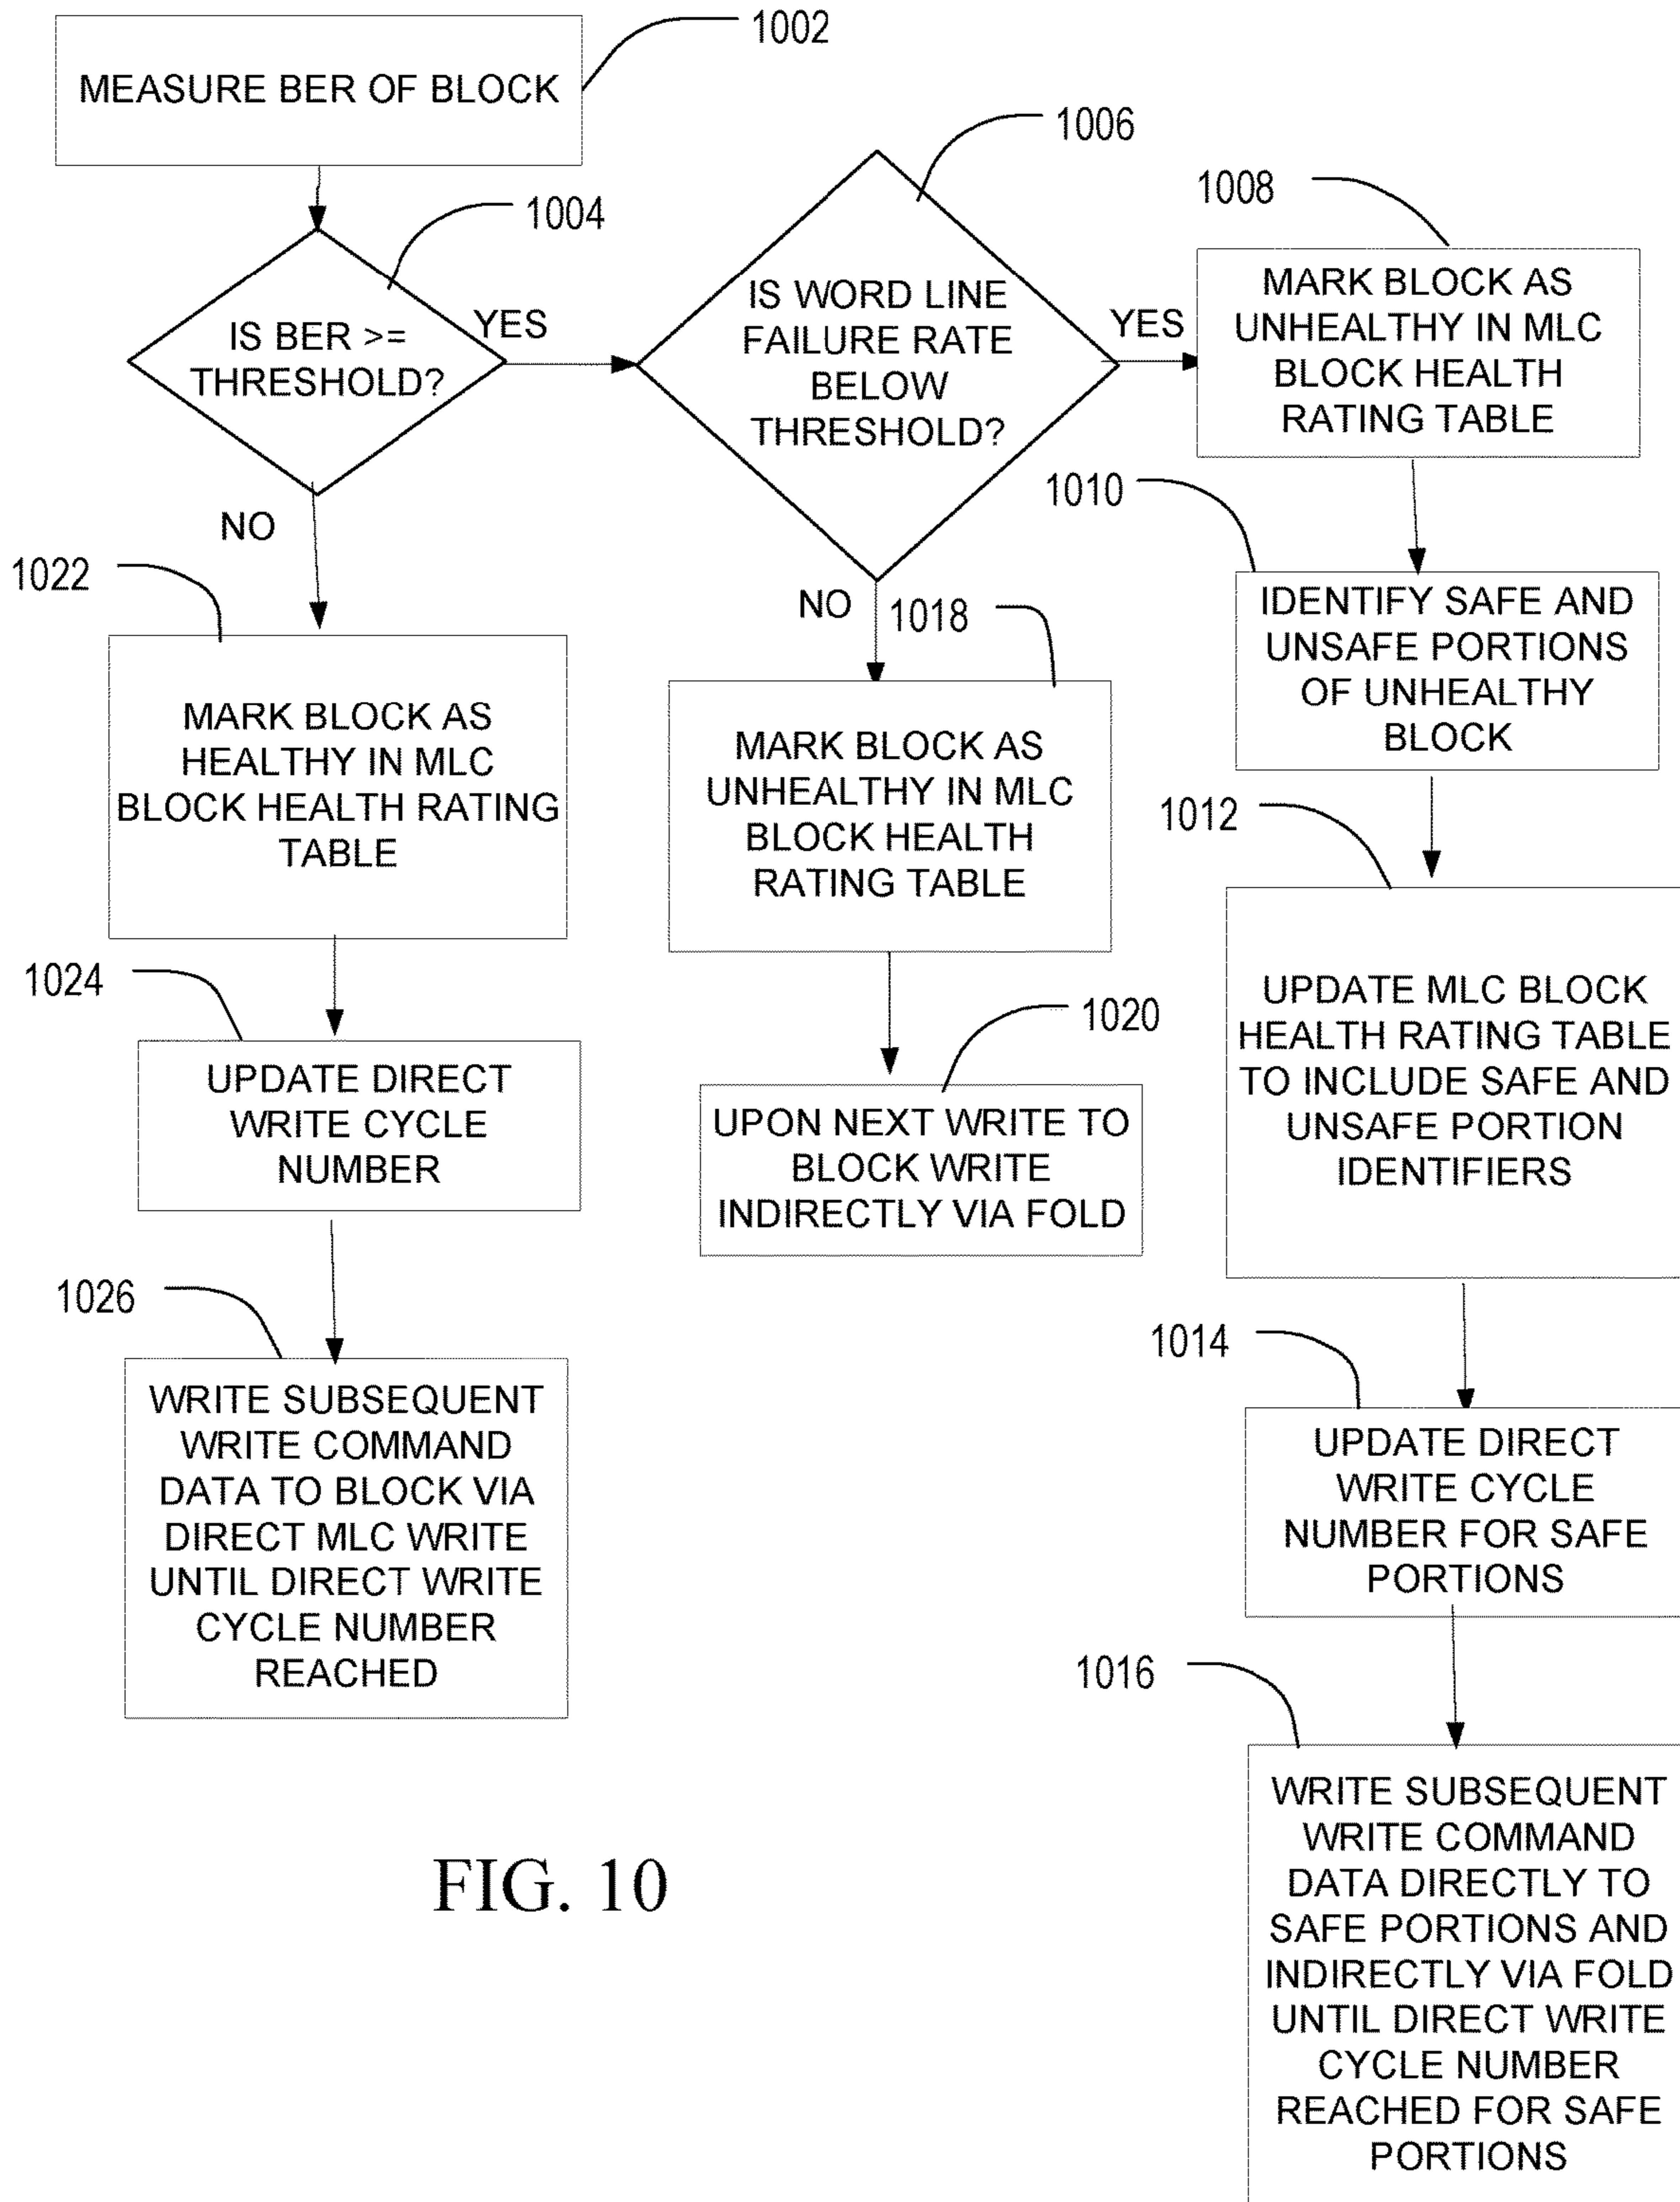 1002
MEASURE BER OF BLOCK
1004
IS BER >=
THRESHOLD?
YES
NO
1006
IS WORD LINE
FAILURE RATE
BELOW
THRESHOLD?
YES
NO
1008
MARK BLOCK AS
UNHEALTHY IN MLC
BLOCK HEALTH
RATING TABLE
1010
IDENTIFY SAFE AND
UNSAFE PORTIONS
OF UNHEALTHY
BLOCK
1012
UPDATE MLC BLOCK
HEALTH RATING TABLE
TO INCLUDE SAFE AND
UNSAFE PORTION
IDENTIFIERS
1014
UPDATE DIRECT
WRITE CYCLE
NUMBER FOR SAFE
PORTIONS
1016
WRITE SUBSEQUENT
WRITE COMMAND
DATA DIRECTLY TO
SAFE PORTIONS AND
INDIRECTLY VIA FOLD
UNTIL DIRECT WRITE
CYCLE NUMBER
REACHED FOR SAFE
PORTIONS
1018
MARK BLOCK AS
UNHEALTHY IN MLC
BLOCK HEALTH
RATING TABLE
1020
UPON NEXT WRITE TO
BLOCK WRITE
INDIRECTLY VIA FOLD
1022
MARK BLOCK AS
HEALTHY IN MLC
BLOCK HEALTH RATING
TABLE
1024
UPDATE DIRECT
WRITE CYCLE
NUMBER
1026
WRITE SUBSEQUENT
WRITE COMMAND
DATA TO BLOCK VIA
DIRECT MLC WRITE
UNTIL DIRECT WRITE
CYCLE NUMBER
REACHED
FIG. 10